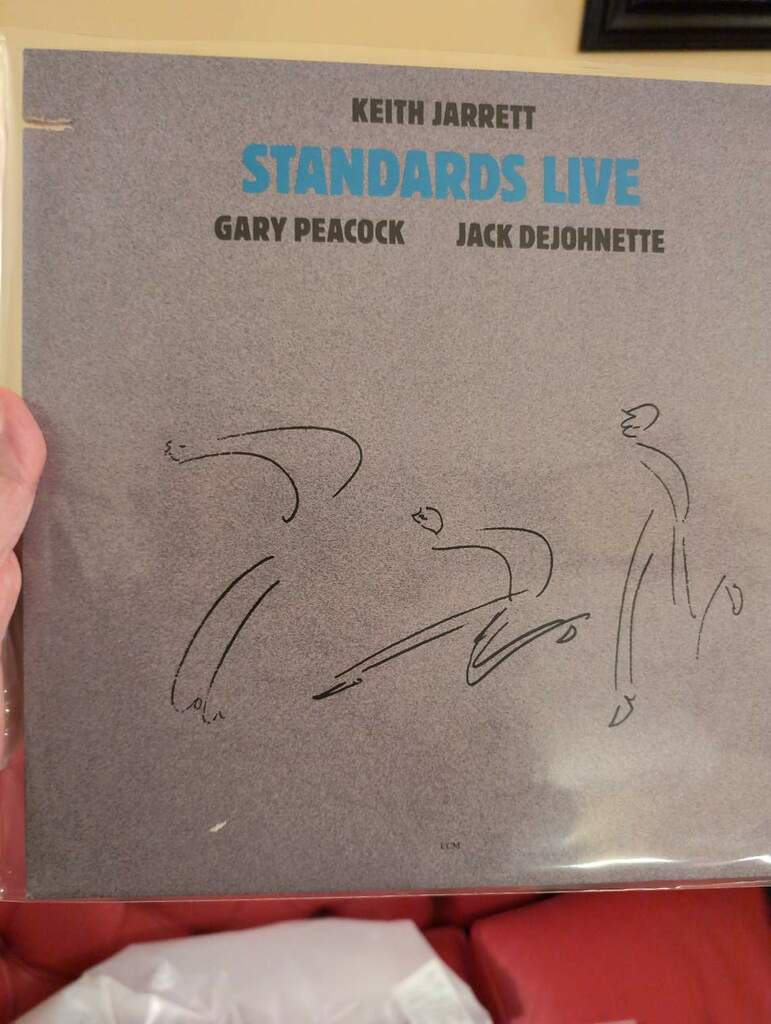 KEITH JARRETT
STANDARDS LIVE
GARY PEACOCK JACK DEJOHNETTE
ECM